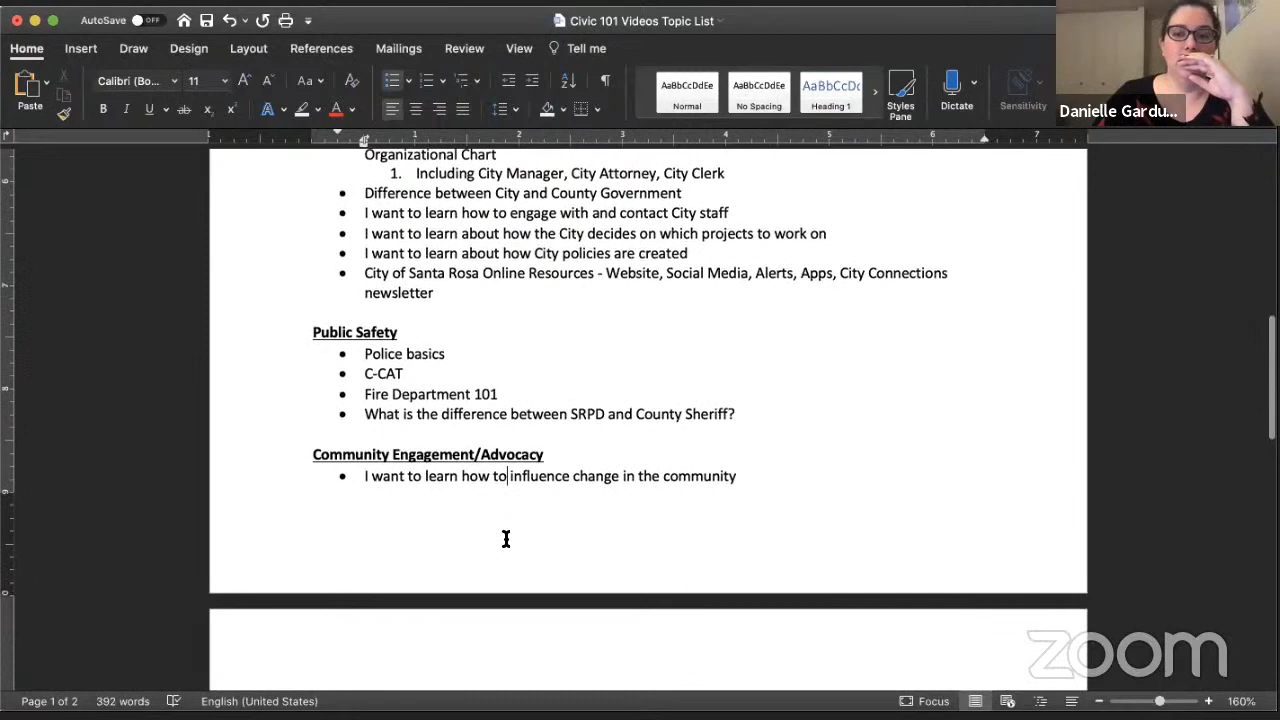 AutoSave OFF
Civic 101 Videos Topic List
Home Insert Draw Design Layout References Mailings Review View Tell me
Paste
Calibri (Bo... 11
AaBbCcDdEe AaBbCcDdEe AaBbCcDc
Normal No Spacing Heading 1
Styles Pane
Dictate
Sensitivity
Danielle Gardu...
Organizational Chart
1. Including City Manager, City Attorney, City Clerk
• Difference between City and County Government
• I want to learn how to engage with and contact City staff
• I want to learn about how the City decides on which projects to work on
• I want to learn about how City policies are created
• City of Santa Rosa Online Resources - Website, Social Media, Alerts, Apps, City Connections
newsletter
Public Safety
• Police basics
• C-CAT
• Fire Department 101
• What is the difference between SRPD and County Sheriff?
Community Engagement/Advocacy
• I want to learn how to influence change in the community
zoom
Page 1 of 2 392 words English (United States) Focus 160%